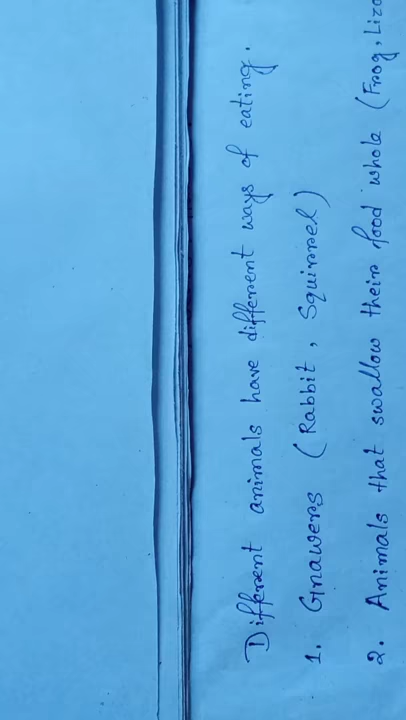 Different animals have different ways of eating.
1. Gnawers (Rabbit, Squirrel)
2. Animals that swallow their food whole (Frog,